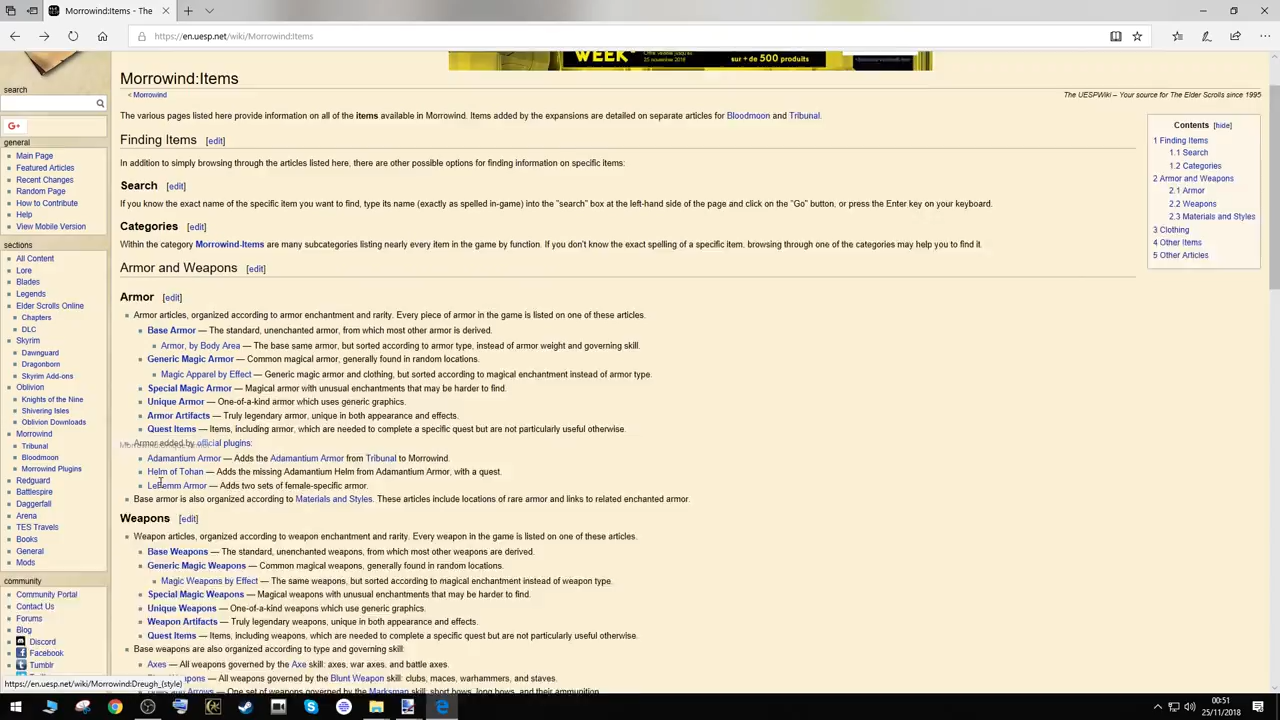 https://en.uesp.net/wiki/Morrowind:Items
WEEK
25 novembre 2018
sur + de 500 produits
Morrowind:Items
< Morrowind
The UESPWiki – Your source for The Elder Scrolls since 1995
The various pages listed here provide information on all of the items available in Morrowind. Items added by the expansions are detailed on separate articles for Bloodmoon and Tribunal.
Finding Items [edit]
In addition to simply browsing through the articles listed here, there are other possible options for finding information on specific items:
Search [edit]
If you know the exact name of the specific item you want to find, type its name (exactly as spelled in-game) into the "search" box at the left-hand side of the page and click on the "Go" button, or press the Enter key on your keyboard.
Categories [edit]
Within the category Morrowind-Items are many subcategories listing nearly every item in the game by function. If you don't know the exact spelling of a specific item, browsing through one of the categories may help you to find it.
Armor and Weapons [edit]
Armor [edit]
Armor articles, organized according to armor enchantment and rarity. Every piece of armor in the game is listed on one of these articles.
Base Armor — The standard, unenchanted armor, from which most other armor is derived.
Armor, by Body Area — The base same armor, but sorted according to armor type, instead of armor weight and governing skill.
Generic Magic Armor — Common magical armor, generally found in random locations.
Magic Apparel by Effect — Generic magic armor and clothing, but sorted according to magical enchantment instead of armor type.
Special Magic Armor — Magical armor with unusual enchantments that may be harder to find.
Unique Armor — One-of-a-kind armor which uses generic graphics.
Armor Artifacts — Truly legendary armor, unique in both appearance and effects.
Quest Items — Items, including armor, which are needed to complete a specific quest but are not particularly useful otherwise.
Armor added by official plugins:
Adamantium Armor — Adds the Adamantium Armor from Tribunal to Morrowind.
Helm of Tohan — Adds the missing Adamantium Helm from Adamantium Armor, with a quest.
LeFemm Armor — Adds two sets of female-specific armor.
Base armor is also organized according to Materials and Styles. These articles include locations of rare armor and links to related enchanted armor.
Weapons [edit]
Weapon articles, organized according to weapon enchantment and rarity. Every weapon in the game is listed on one of these articles.
Base Weapons — The standard, unenchanted weapons, from which most other weapons are derived.
Generic Magic Weapons — Common magical weapons, generally found in random locations.
Magic Weapons by Effect — The same weapons, but sorted according to magical enchantment instead of weapon type.
Special Magic Weapons — Magical weapons with unusual enchantments that may be harder to find.
Unique Weapons — One-of-a-kind weapons which use generic graphics.
Weapon Artifacts — Truly legendary weapons, unique in both appearance and effects.
Quest Items — Items, including weapons, which are needed to complete a specific quest but are not particularly useful otherwise.
Base weapons are also organized according to type and governing skill:
Axes — All weapons governed by the Axe skill: axes, war axes, and battle axes.
— All weapons governed by the Blunt Weapon skill: clubs, maces, warhammers, and staves.
— One set of weapons governed by the Marksman skill: short bows, long bows, and their ammunition.
Contents [hide]
1 Finding Items
1.1 Search
1.2 Categories
2 Armor and Weapons
2.1 Armor
2.2 Weapons
2.3 Materials and Styles
3 Clothing
4 Other Items
5 Other Articles
search
G+
general
Main Page
Featured Articles
Recent Changes
Random Page
How to Contribute
Help
View Mobile Version
sections
All Content
Lore
Blades
Legends
Elder Scrolls Online
Chapters
DLC
Skyrim
Dawnguard
Dragonborn
Skyrim Add-ons
Oblivion
Knights of the Nine
Shivering Isles
Oblivion Downloads
Morrowind
Tribunal
Bloodmoon
Morrowind Plugins
Redguard
Battlespire
Daggerfall
Arena
TES Travels
Books
General
Mods
community
Community Portal
Contact Us
Forums
Blog
Discord
Facebook
Tumblr
https://en.uesp.net/wiki/Morrowind:Dreugh_(style)
00:51
25/11/2018